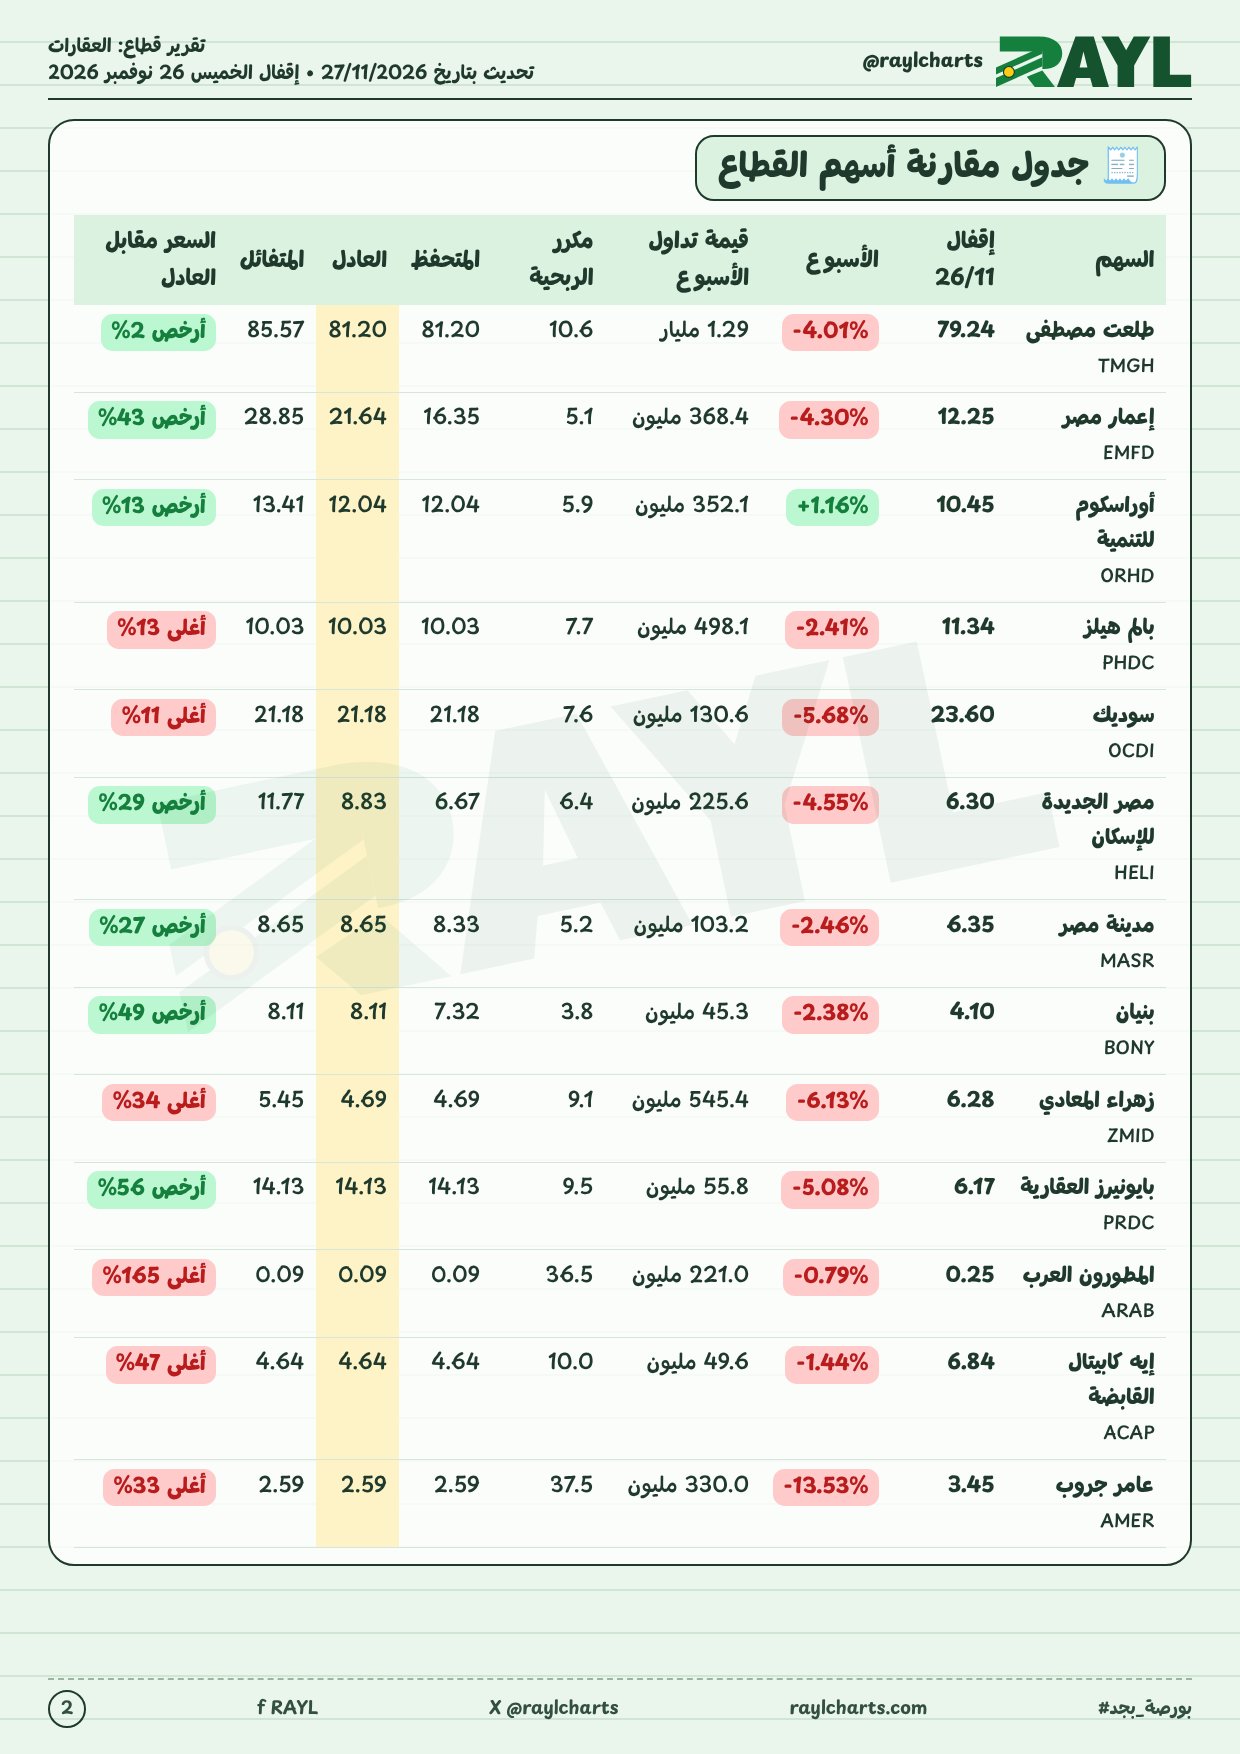 RAYL
@raylcharts
تقرير قطاع: العقارات
تحديث بتاريخ 27/11/2026 • إقفال الخميس 26 نوفمبر 2026
جدول مقارنة أسهم القطاع
السهم إقفال 26/11 الأسبوع قيمة تداول الأسبوع مكرر الربحية المتحفظ العادل المتفائل السعر مقابل العادل
طلعت مصطفى 79.24 -4.01% 1.29 مليار 10.6 81.20 81.20 85.57 أرخص 2%
TMGH
إعمار مصر 12.25 -4.30% 368.4 مليون 5.1 16.35 21.64 28.85 أرخص 43%
EMFD
أوراسكوم 10.45 +1.16% 352.1 مليون 5.9 12.04 12.04 13.41 أرخص 13%
للتنمية
ORHD
بالم هيلز 11.34 -2.41% 498.1 مليون 7.7 10.03 10.03 10.03 أغلى 13%
PHDC
سوديك 23.60 -5.68% 130.6 مليون 7.6 21.18 21.18 21.18 أغلى 11%
OCDI
مصر الجديدة 6.30 -4.55% 225.6 مليون 6.4 6.67 8.83 11.77 أرخص 29%
للإسكان
HELI
مدينة مصر 6.35 -2.46% 103.2 مليون 5.2 8.33 8.65 8.65 أرخص 27%
MASR
بنيان 4.10 -2.38% 45.3 مليون 3.8 7.32 8.11 8.11 أرخص 49%
BONY
زهراء المعادي 6.28 -6.13% 545.4 مليون 9.1 4.69 4.69 5.45 أغلى 34%
ZMID
بايونيرز العقارية 6.17 -5.08% 55.8 مليون 9.5 14.13 14.13 14.13 أرخص 56%
PRDC
المطورون العرب 0.25 -0.79% 221.0 مليون 36.5 0.09 0.09 0.09 أغلى 165%
ARAB
إيه كابيتال 6.84 -1.44% 49.6 مليون 10.0 4.64 4.64 4.64 أغلى 47%
القابضة
ACAP
عامر جروب 3.45 -13.53% 330.0 مليون 37.5 2.59 2.59 2.59 أغلى 33%
AMER
RAYL
#بورصة_بجد
raylcharts.com
X @raylcharts
f RAYL
2